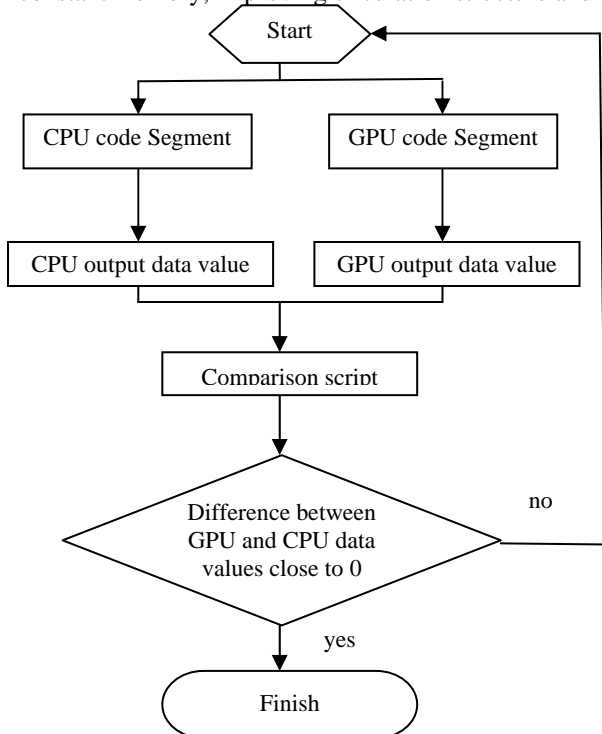 Start
CPU code Segment
GPU code Segment
CPU output data value
GPU output data value
Comparison script
Difference between
GPU and CPU data
values close to 0
no
yes
Finish